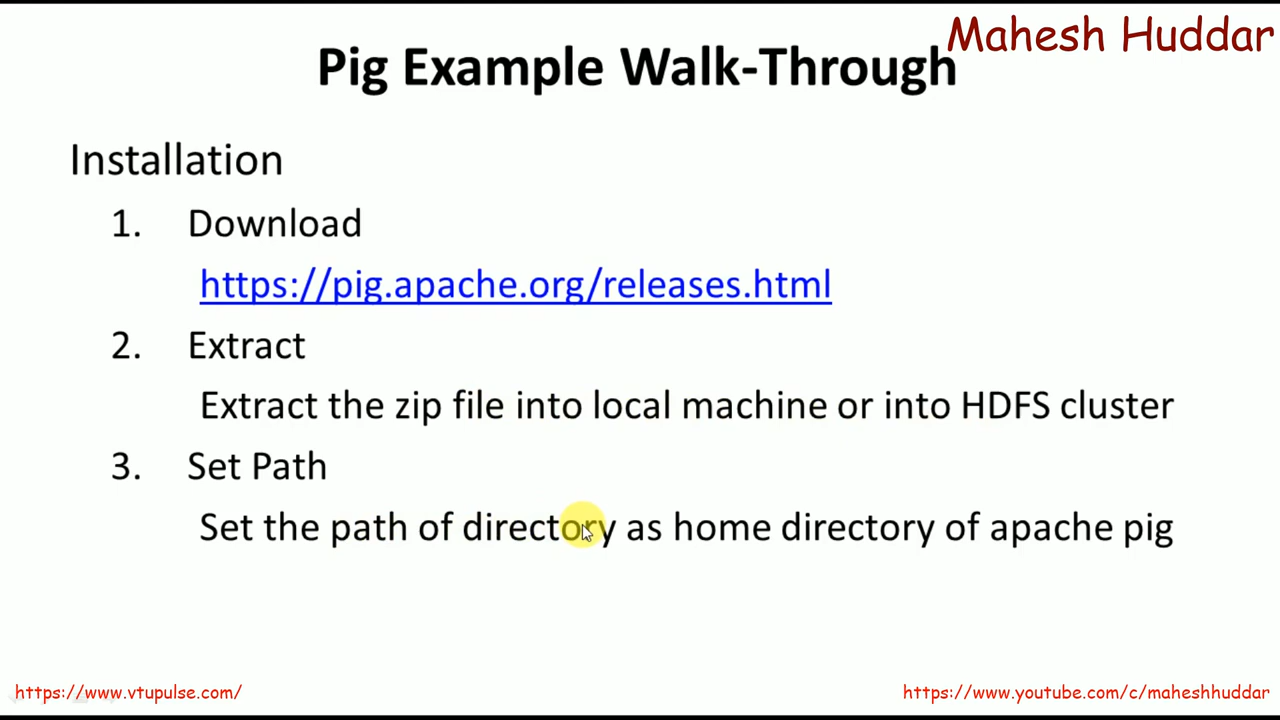 Mahesh Huddar
Pig Example Walk-Through
Installation
1. Download
https://pig.apache.org/releases.html
2. Extract
Extract the zip file into local machine or into HDFS cluster
3. Set Path
Set the path of directory as home directory of apache pig
https://www.vtupulse.com/
https://www.youtube.com/c/maheshhuddar